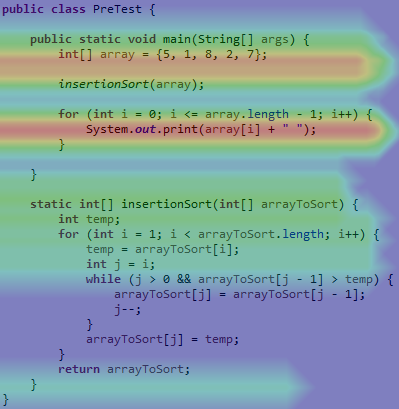 public class PreTest {
public static void main(String[] args) {
int[] array = {5, 1, 8, 2, 7};
insertionSort(array);
for (int i = 0; i <= array.length - 1; i++) {
System.out.print(array[i] + " ");
}
}
static int[] insertionSort(int[] arrayToSort) {
int temp;
for (int i = 1; i < arrayToSort.length; i++) {
temp = arrayToSort[i];
int j = i;
while (j > 0 && arrayToSort[j - 1] > temp) {
arrayToSort[j] = arrayToSort[j - 1];
j--;
}
arrayToSort[j] = temp;
}
return arrayToSort;
}
}